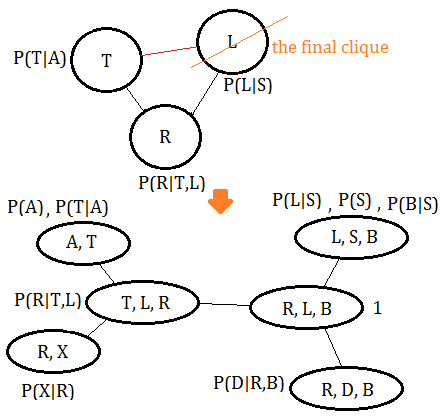 L
the final clique
P(T|A)
T
P(L|S)
R
P(R|T,L)
P(L|S) , P(S) , P(B|S)
P(A) , P(T|A)
A, T
L, S, B
P(R|T,L)
T, L, R
R, L, B
1
R, X
P(X|R)
P(D|R,B)
R, D, B